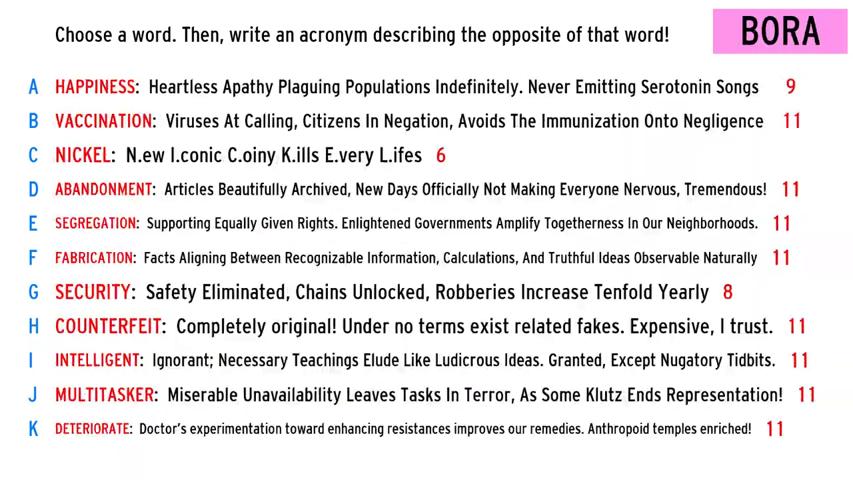 Choose a word. Then, write an acronym describing the opposite of that word!
BORA
A HAPPINESS: Heartless Apathy Plaguing Populations Indefinitely. Never Emitting Serotonin Songs 9
B VACCINATION: Viruses At Calling, Citizens In Negation, Avoids The Immunization Onto Negligence 11
C NICKEL: N.ew I.conic C.oiny K.ills E.very L.ifes 6
D ABANDONMENT: Articles Beautifully Archived, New Days Officially Not Making Everyone Nervous, Tremendous! 11
E SEGREGATION: Supporting Equally Given Rights. Enlightened Governments Amplify Togetherness In Our Neighborhoods. 11
F FABRICATION: Facts Aligning Between Recognizable Information, Calculations, And Truthful Ideas Observable Naturally 11
G SECURITY: Safety Eliminated, Chains Unlocked, Robberies Increase Tenfold Yearly 8
H COUNTERFEIT: Completely original! Under no terms exist related fakes. Expensive, I trust. 11
I INTELLIGENT: Ignorant; Necessary Teachings Elude Like Ludicrous Ideas. Granted, Except Nugatory Tidbits. 11
J MULTITASKER: Miserable Unavailability Leaves Tasks In Terror, As Some Klutz Ends Representation! 11
K DETERIORATE: Doctor's experimentation toward enhancing resistances improves our remedies. Anthropoid temples enriched! 11